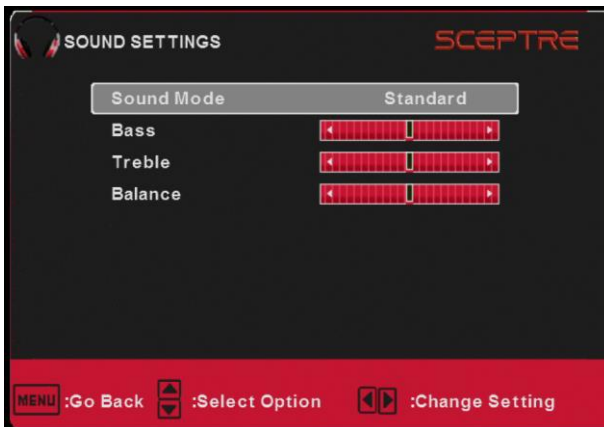 SOUND SETTINGS
SCEPTRE
Sound Mode Standard
Bass
Treble
Balance
MENU :Go Back :Select Option :Change Setting